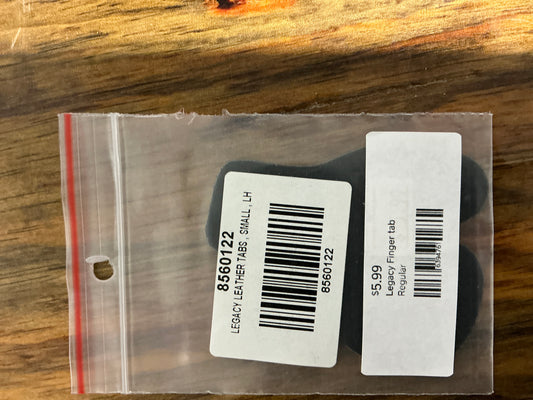 8560122
LEGACY LEATHER TABS , SMALL , LH
8560122
$5.99
Legacy Finger tab
Regular